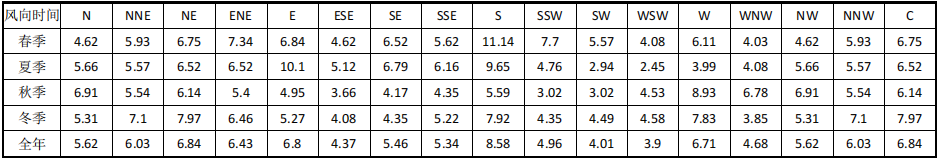 风向时间 N NNE NE ENE E ESE SE SSE S SSW SW WSW W WNW NW NNW C
春季 4.62 5.93 6.75 7.34 6.84 4.62 6.52 5.62 11.14 7.7 5.57 4.08 6.11 4.03 4.62 5.93 6.75
夏季 5.66 5.57 6.52 6.52 10.1 5.12 6.79 6.16 9.65 4.76 2.94 2.45 3.99 4.08 5.66 5.57 6.52
秋季 6.91 5.54 6.14 5.4 4.95 3.66 4.17 4.35 5.59 3.02 3.02 4.53 8.93 6.78 6.91 5.54 6.14
冬季 5.31 7.1 7.97 6.46 5.27 4.08 4.35 5.22 7.92 4.35 4.49 4.58 7.83 3.85 5.31 7.1 7.97
全年 5.62 6.03 6.84 6.43 6.8 4.37 5.46 5.34 8.58 4.96 4.01 3.9 6.71 4.68 5.62 6.03 6.84